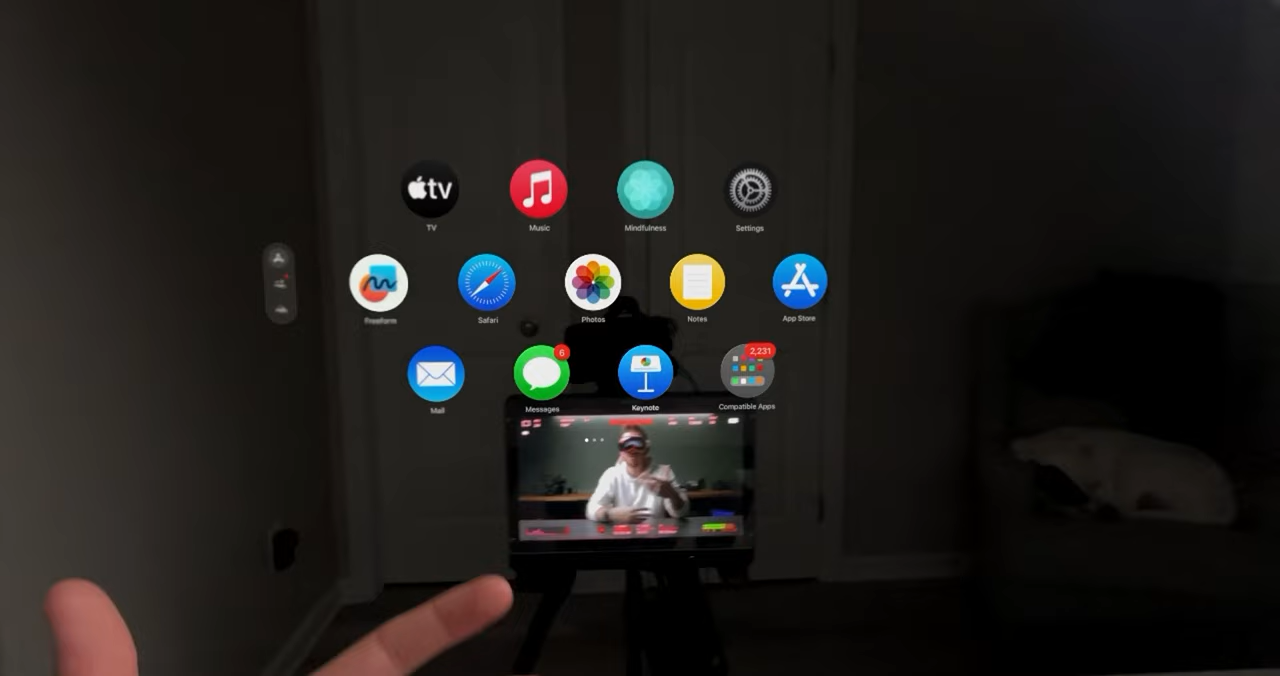 tv
TV
Music
Mindfulness
Settings
Freeform
Safari
Photos
Notes
App Store
Mail
6
Messages
Keynote
2,231
Compatible Apps